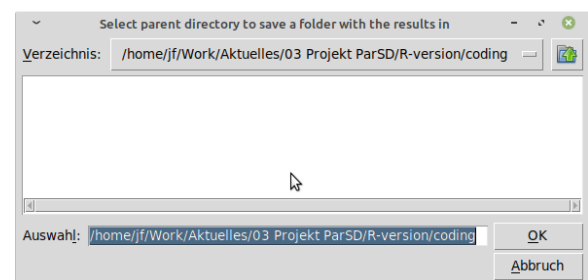 Select parent directory to save a folder with the results in
Verzeichnis: /home/jf/Work/Aktuelles/03 Projekt ParSD/R-version/coding
Auswahl: /home/jf/Work/Aktuelles/03 Projekt ParSD/R-version/coding OK
Abbruch